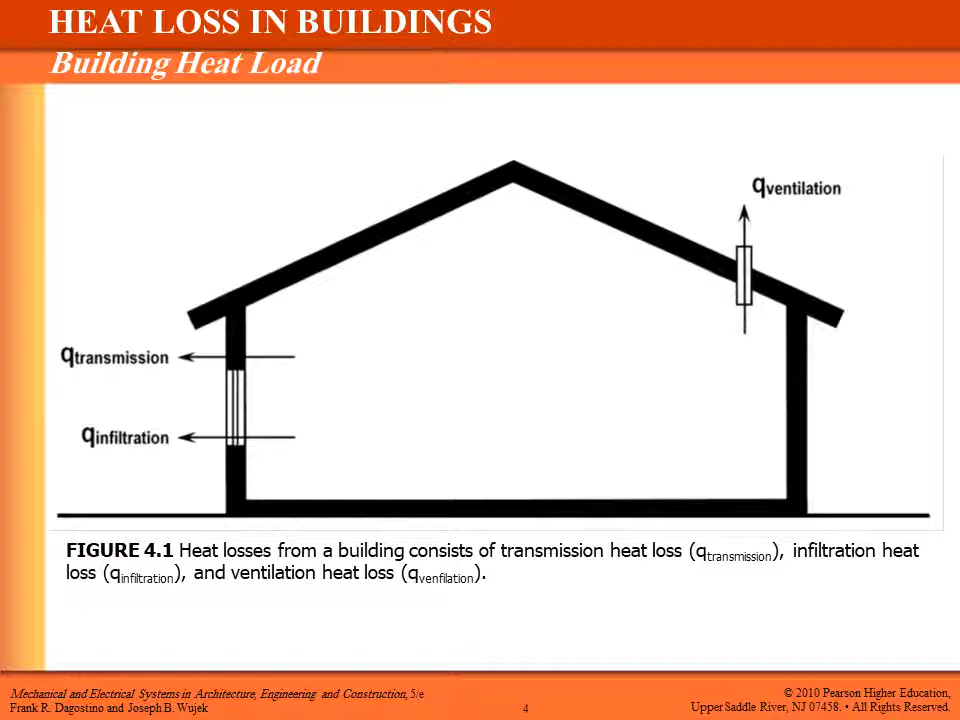 HEAT LOSS IN BUILDINGS
Building Heat Load
qventilation
qtransmission
qinfiltration
FIGURE 4.1 Heat losses from a building consists of transmission heat loss (qtransmission), infiltration heat
loss (qinfiltration), and ventilation heat loss (qvenfilation).
Mechanical and Electrical Systems in Architecture, Engineering and Construction, 5/e
Frank R. Dagostino and Joseph B. Wujek
4
© 2010 Pearson Higher Education,
Upper Saddle River, NJ 07458. • All Rights Reserved.